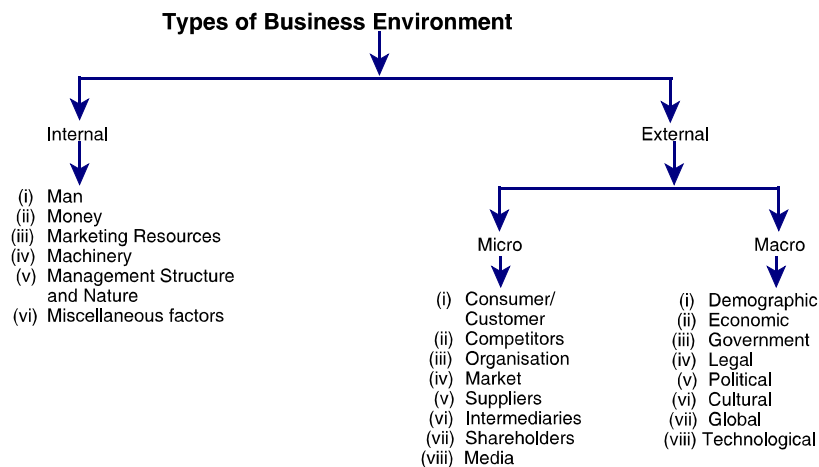 Types of Business Environment
Internal
(i) Man
(ii) Money
(iii) Marketing Resources
(iv) Machinery
(v) Management Structure
and Nature
(vi) Miscellaneous factors
External
Micro
(i) Consumer/
Customer
(ii) Competitors
(iii) Organisation
(iv) Market
(v) Suppliers
(vi) Intermediaries
(vii) Shareholders
(viii) Media
Macro
(i) Demographic
(ii) Economic
(iii) Government
(iv) Legal
(v) Political
(vi) Cultural
(vii) Global
(viii) Technological